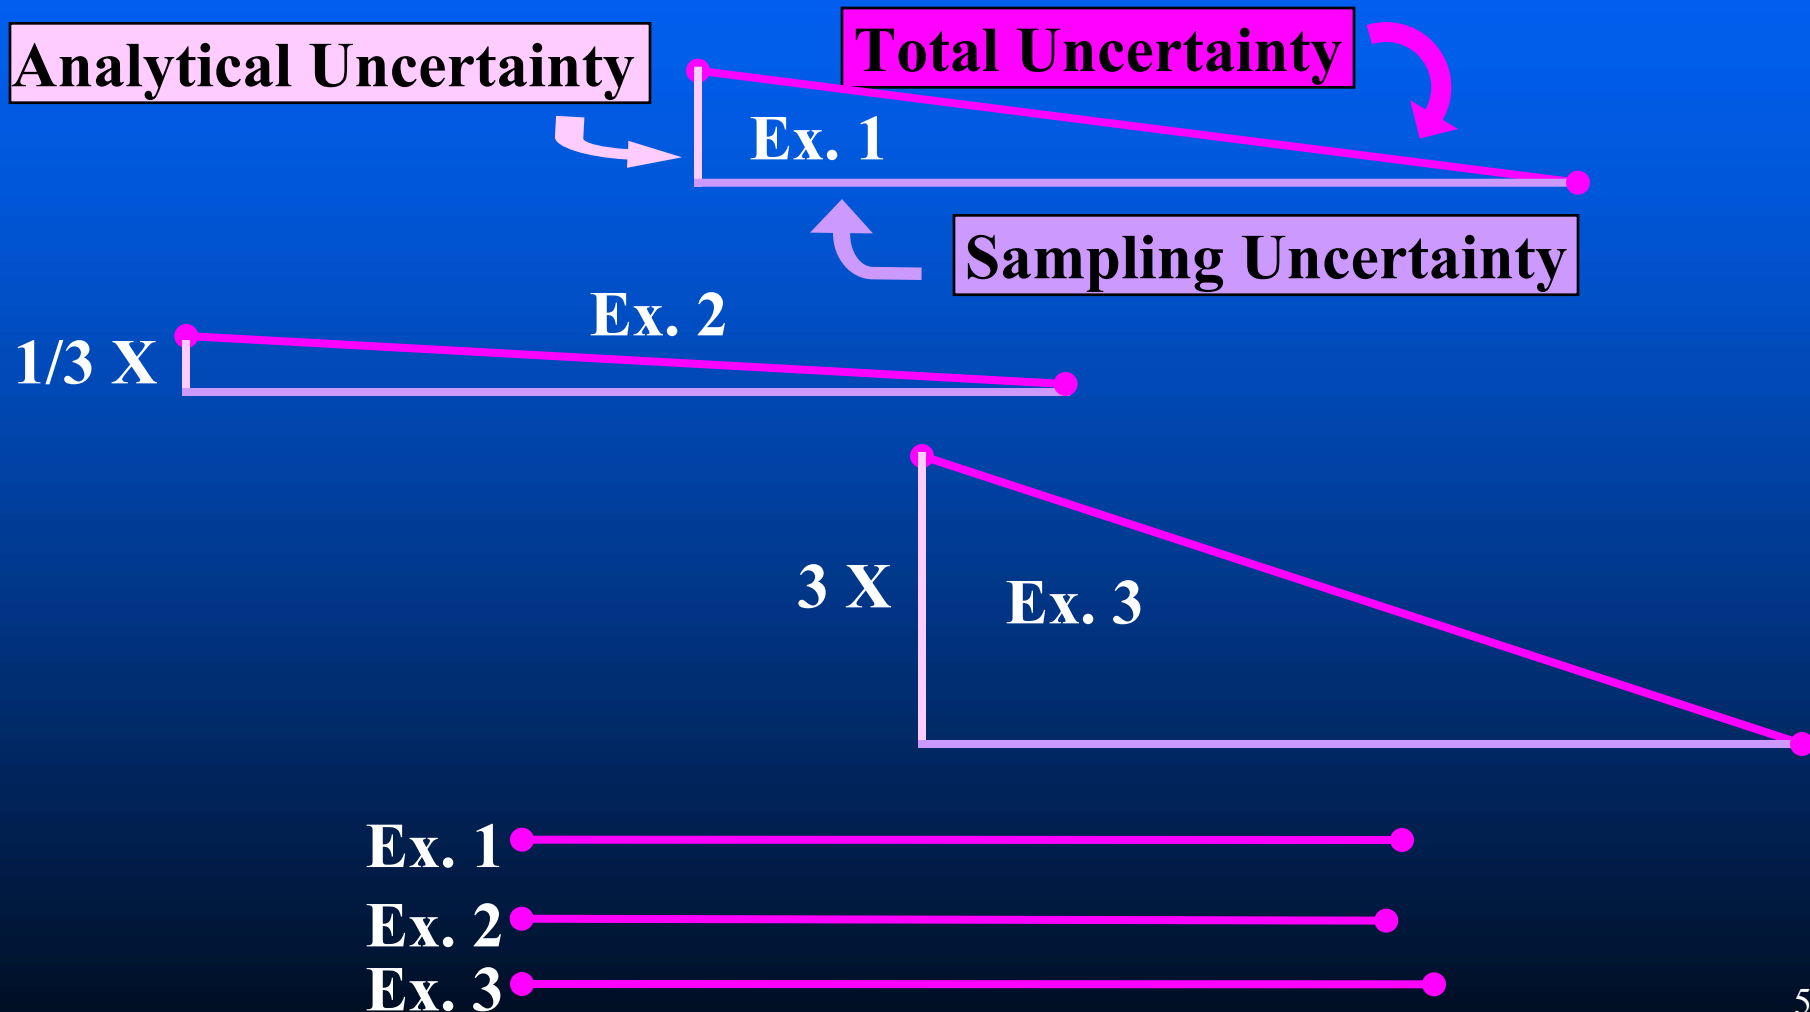 Analytical Uncertainty
Total Uncertainty
Ex. 1
Sampling Uncertainty
Ex. 2
1/3 X
3 X
Ex. 3
Ex. 1
Ex. 2
Ex. 3
5